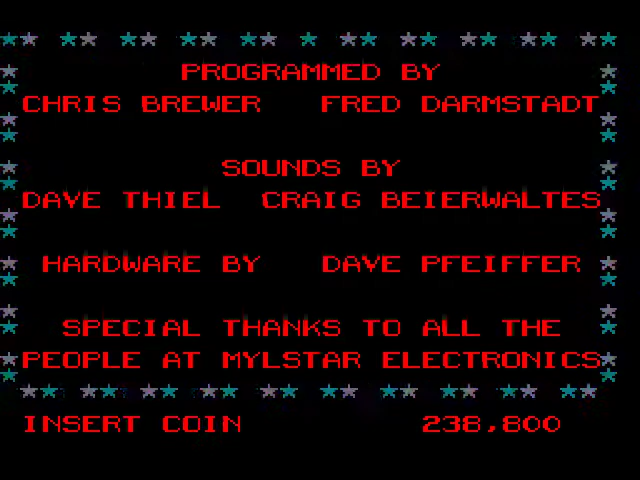 PROGRAMMED BY
CHRIS BREWER FRED DARMSTADT
SOUNDS BY
DAVE THIEL CRAIG BEIERWALTES
HARDWARE BY DAVE PFEIFFER
SPECIAL THANKS TO ALL THE
PEOPLE AT MYLSTAR ELECTRONICS
INSERT COIN 238,800